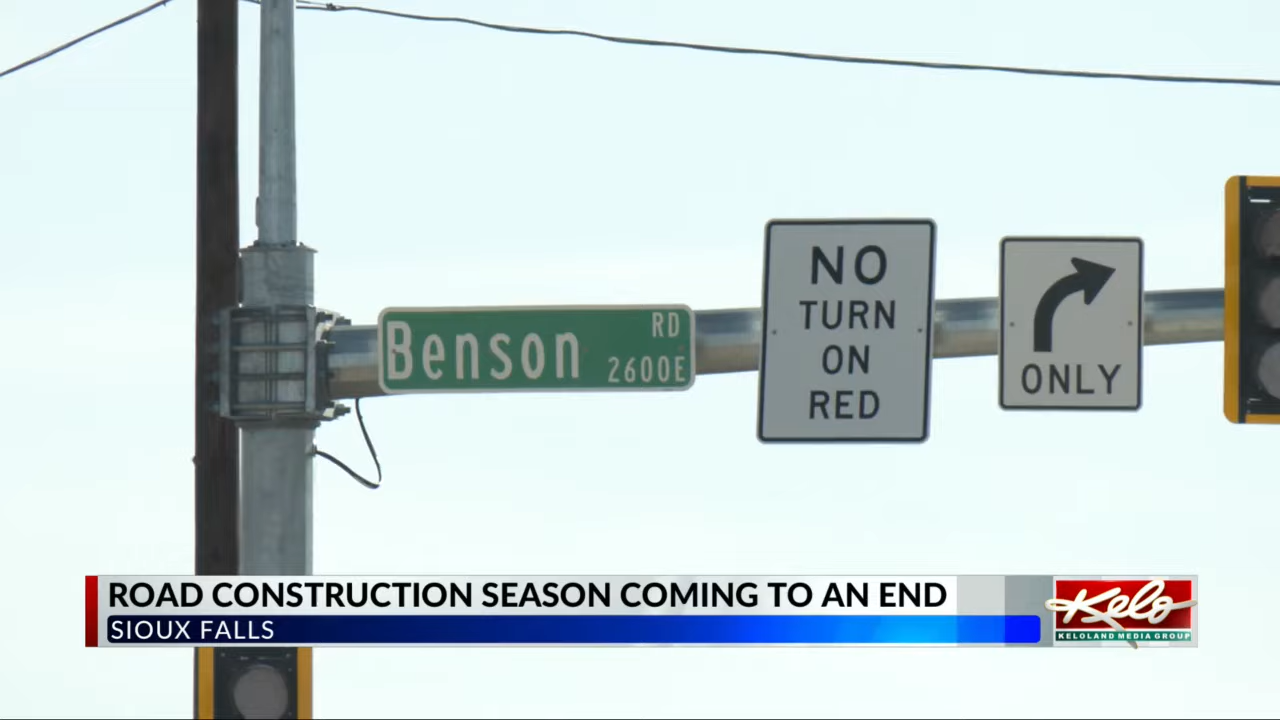 Benson RD
2600E
NO
TURN
ON
RED
ONLY
ROAD CONSTRUCTION SEASON COMING TO AN END
SIOUX FALLS
Kelo
KELOLAND MEDIA GROUP